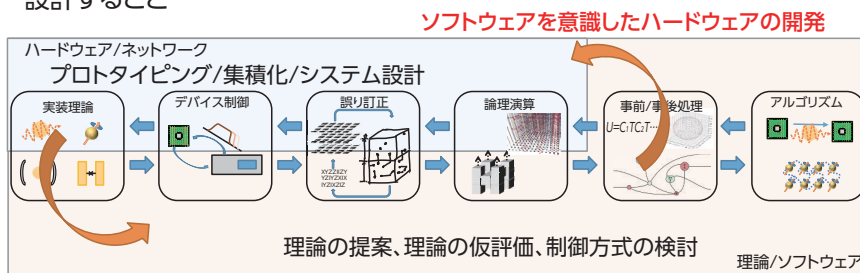 設計すること
ソフトウェアを意識したハードウェアの開発
ハードウェア/ネットワーク
プロトタイピング/集積化/システム設計
実装理論
デバイス制御
誤り訂正
論理演算
事前/事後処理
アルゴリズム
U=C₁TC₂T…
XYZZIIZY
YZIYZXIX
IYZIXZIZ
理論の提案、理論の仮評価、制御方式の検討
理論/ソフトウェア